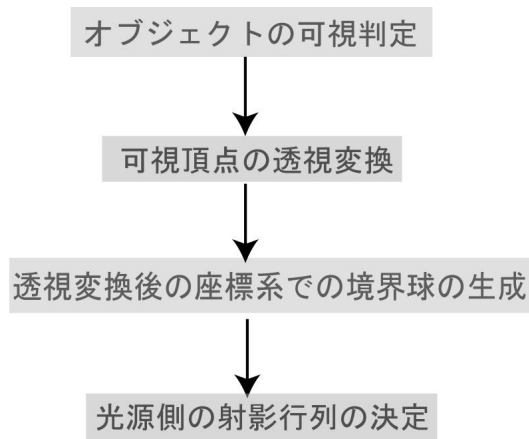 オブジェクトの可視判定
可視頂点の透視変換
透視変換後の座標系での境界球の生成
光源側の射影行列の決定